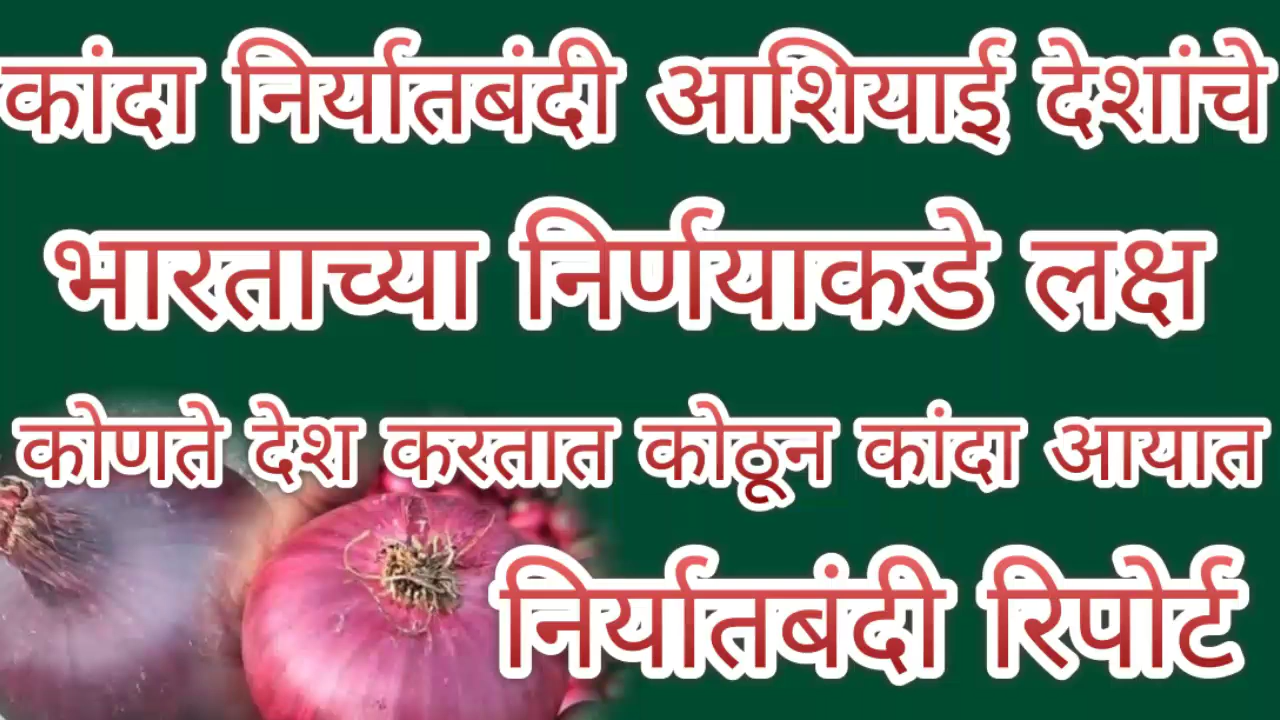 कांदा निर्यातबंदी आशियाई देशांचे
भारताच्या निर्णयाकडे लक्ष
कोणते देश करतात कोठून कांदा आयात
निर्यातबंदी रिपोर्ट